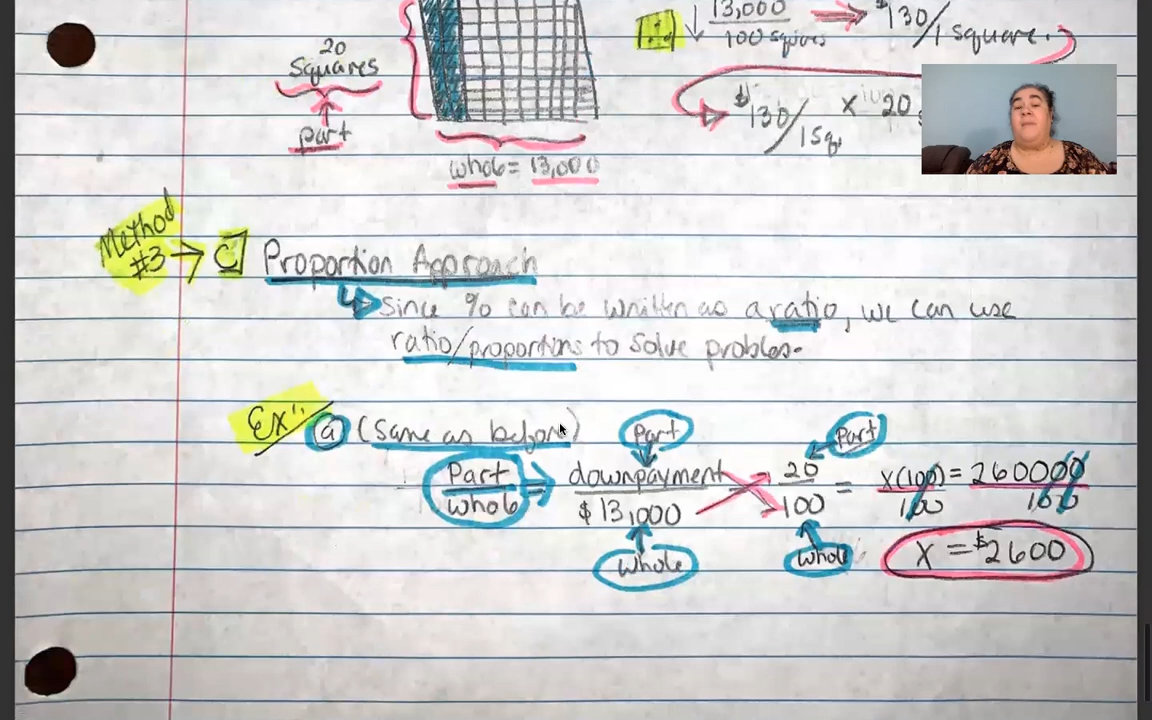 20
squares
part
whole = 13,000
13,000
100 squares
$130/1 square.
$130/1sq. x 20
Method
#3 → C
Proportion Approach
since % can be written as a ratio, we can use
ratio/proportions to solve probles.
Ex:
a (same as before)
part
part
Part
whole
=
downpayment
$13,000
20
100
=
x(100) = 260000
100 100
whole
whole
x = $2600